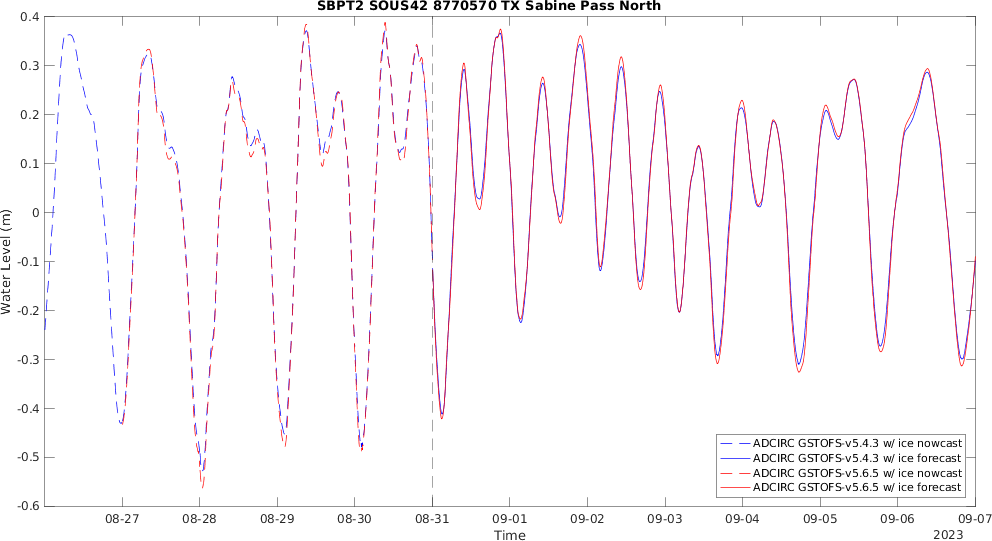 SBPT2 SOUS42 8770570 TX Sabine Pass North
0.4
0.3
0.2
0.1
0
-0.1
-0.2
-0.3
-0.4
-0.5
-0.6
Water Level (m)
ADCIRC GSTOFS-v5.4.3 w/ ice nowcast
ADCIRC GSTOFS-v5.4.3 w/ ice forecast
ADCIRC GSTOFS-v5.6.5 w/ ice nowcast
ADCIRC GSTOFS-v5.6.5 w/ ice forecast
08-27 08-28 08-29 08-30 08-31 09-01 09-02 09-03 09-04 09-05 09-06 09-07
Time
2023